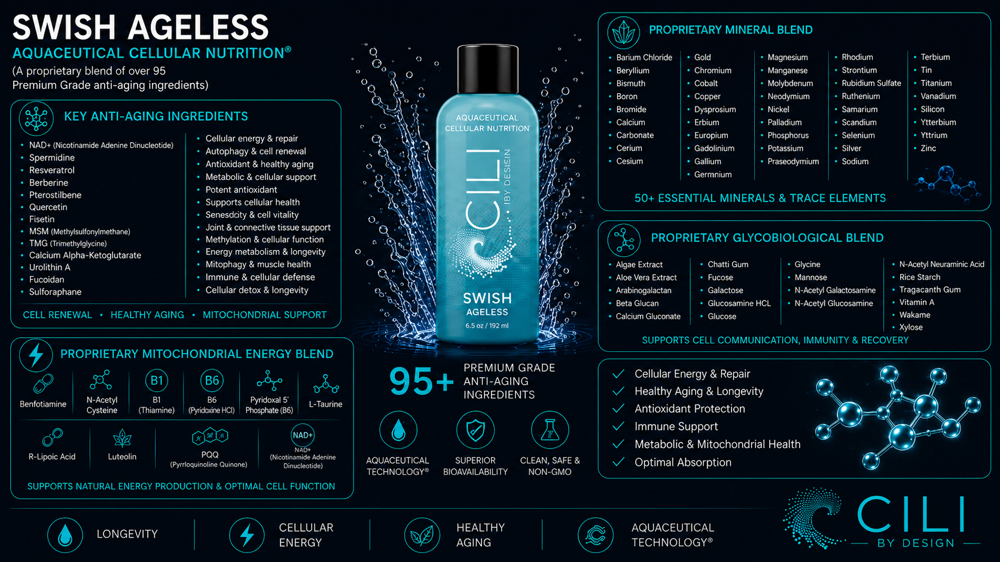 SWISH AGELESS
AQUACEUTICAL CELLULAR NUTRITION®
(A proprietary blend of over 95
Premium Grade anti-aging ingredients)
KEY ANTI-AGING INGREDIENTS
• NAD+ (Nicotinamide Adenine Dinucleotide)
• Spermidine
• Resveratrol
• Berberine
• Pterostilbene
• Quercetin
• Fisetin
• MSM (Methylsulfonylmethane)
• TMG (Trimethylglycine)
• Calcium Alpha-Ketoglutarate
• Urolithin A
• Fucoidan
• Sulforaphane
• Cellular energy & repair
• Autophagy & cell renewal
• Antioxidant & healthy aging
• Metabolic & cellular support
• Potent antioxidant
• Supports cellular health
• Senesdcity & cell vitality
• Joint & connective tissue support
• Methylation & cellular function
• Energy metabolism & longevity
• Mitophagy & muscle health
• Immune & cellular defense
• Cellular detox & longevity
CELL RENEWAL • HEALTHY AGING • MITOCHONDRIAL SUPPORT
PROPRIETARY MITOCHONDRIAL ENERGY BLEND
Benfotiamine
N-Acetyl
Cysteine
B1
B1
(Thiamine)
B6
B6
(Pyridoxine HCl)
Pyridoxal 5'
Phosphate (B6)
L-Taurine
R-Lipoic Acid
Luteolin
PQQ
(Pyrrloquinoline Quinone)
NAD+
NAD+
(Nicotinamide Adenine
Dinucleotide)
SUPPORTS NATURAL ENERGY PRODUCTION & OPTIMAL CELL FUNCTION
AQUACEUTICAL
CELLULAR NUTRITION
CILI
BY DESISIN
SWISH
AGELESS
6.5 oz / 192 ml
95+
PREMIUM GRADE
ANTI-AGING
INGREDIENTS
AQUACEUTICAL
TECHNOLOGY®
SUPERIOR
BIOAVAILABILITY
CLEAN, SAFE &
NON-GMO
PROPRIETARY MINERAL BLEND
• Barium Chloride
• Beryllium
• Bismuth
• Boron
• Bromide
• Calcium
• Carbonate
• Cerium
• Cesium
• Gold
• Chromium
• Cobalt
• Copper
• Dysprosium
• Erbium
• Europium
• Gadolinium
• Gallium
• Germnium
• Magnesium
• Manganese
• Molybdenum
• Neodymium
• Nickel
• Palladium
• Phosphorus
• Potassium
• Praseodymium
• Rhodium
• Strontium
• Rubidium Sulfate
• Ruthenium
• Samarium
• Scandium
• Selenium
• Silver
• Sodium
• Terbium
• Tin
• Titanium
• Vanadium
• Silicon
• Ytterbium
• Yttrium
• Zinc
50+ ESSENTIAL MINERALS & TRACE ELEMENTS
PROPRIETARY GLYCOBIOLOGICAL BLEND
• Algae Extract
• Aloe Vera Extract
• Arabinogalactan
• Beta Glucan
• Calcium Gluconate
• Chatti Gum
• Fucose
• Galactose
• Glucosamine HCL
• Glucose
• Glycine
• Mannose
• N-Acetyl Galactosamine
• N-Acetyl Glucosamine
• N-Acetyl Neuraminic Acid
• Rice Starch
• Tragacanth Gum
• Vitamin A
• Wakame
• Xylose
SUPPORTS CELL COMMUNICATION, IMMUNITY & RECOVERY
Cellular Energy & Repair
Healthy Aging & Longevity
Antioxidant Protection
Immune Support
Metabolic & Mitochondrial Health
Optimal Absorption
LONGEVITY
CELLULAR
ENERGY
HEALTHY
AGING
AQUACEUTICAL
TECHNOLOGY®
CILI
BY DESIGN